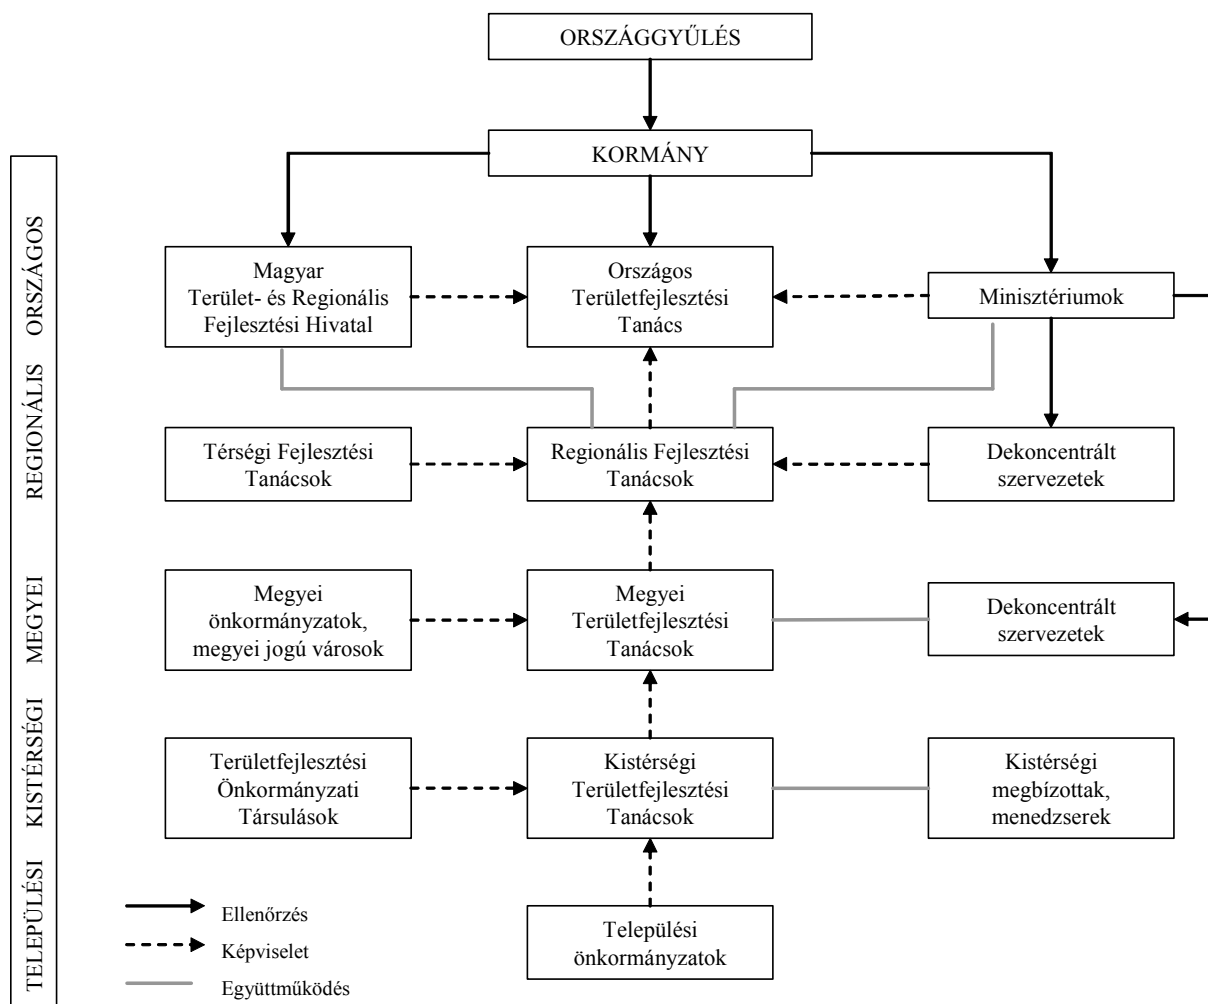 ORSZÁGGYŰLÉS
KORMÁNY
ORSZÁGOS
Magyar
Terület- és Regionális
Fejlesztési Hivatal
Országos
Területfejlesztési
Tanács
Minisztériumok
REGIONÁLIS
Térségi Fejlesztési
Tanácsok
Regionális Fejlesztési
Tanácsok
Dekoncentrált
szervezetek
MEGYEI
Megyei
önkormányzatok,
megyei jogú városok
Megyei
Területfejlesztési
Tanácsok
Dekoncentrált
szervezetek
KISTÉRSÉGI
Területfejlesztési
Önkormányzati
Társulások
Kistérségi
Területfejlesztési
Tanácsok
Kistérségi
megbízottak,
menedzserek
TELEPÜLÉSI
Települési
önkormányzatok
Ellenőrzés
Képviselet
Együttműködés